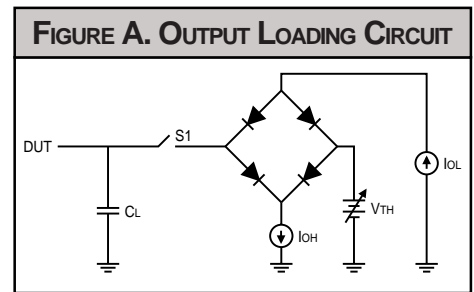 FIGURE A. OUTPUT LOADING CIRCUIT
S1
DUT
IOL
CL
VTH
IOH